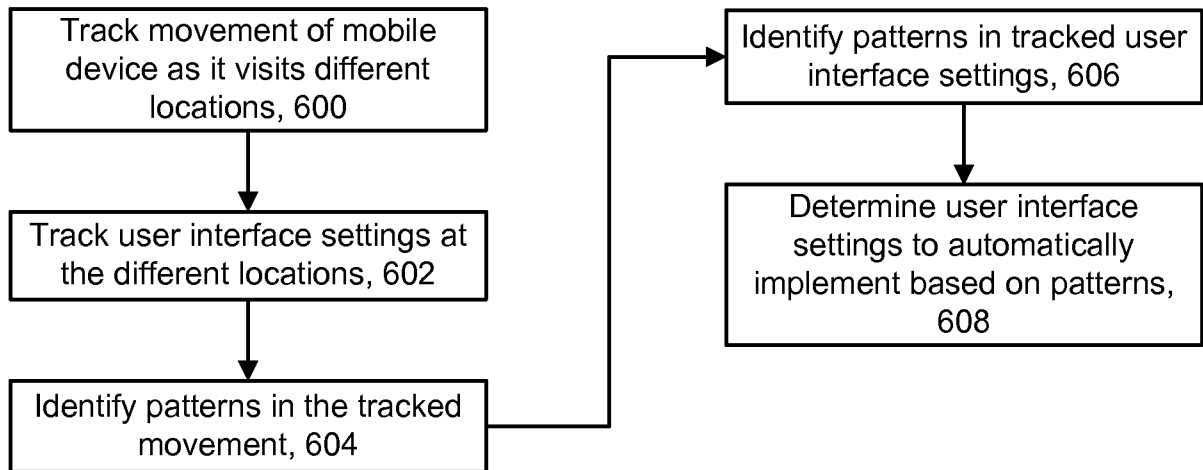 Track movement of mobile
device as it visits different
locations, 600
Track user interface settings at
the different locations, 602
Identify patterns in the tracked
movement, 604
Identify patterns in tracked user
interface settings, 606
Determine user interface
settings to automatically
implement based on patterns,
608